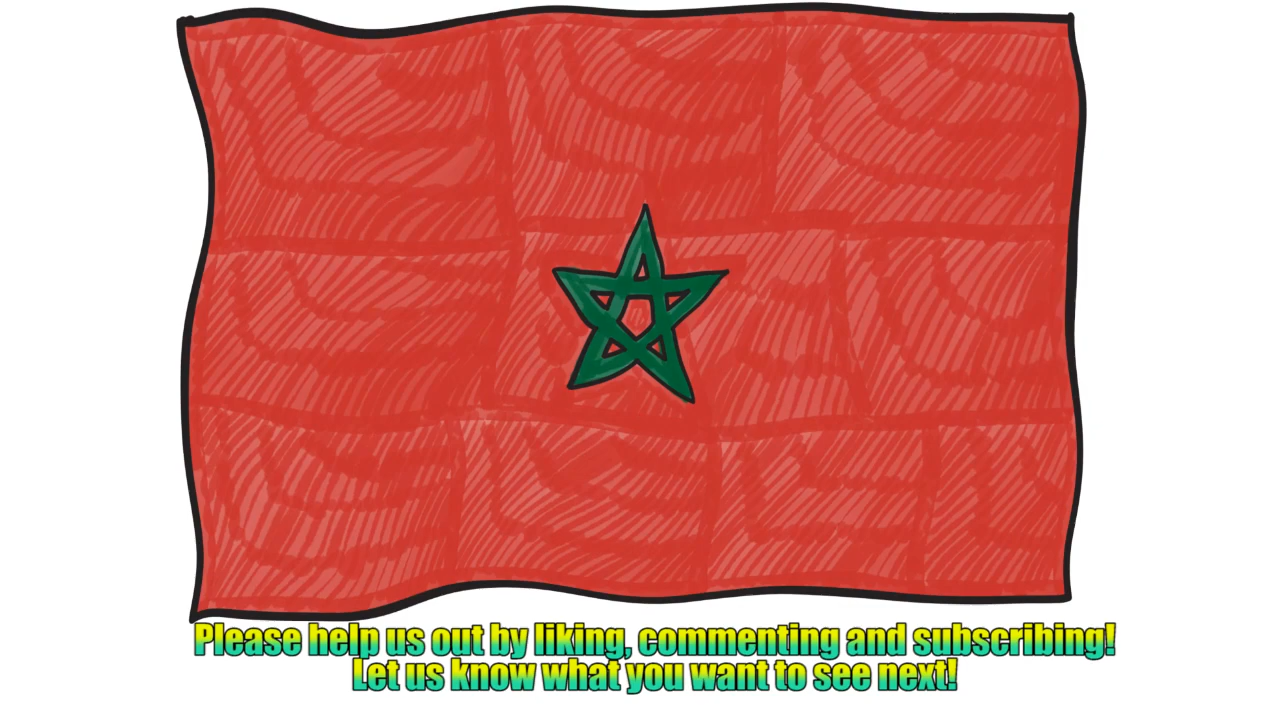 Please help us out by liking, commenting and subscribing!
Let us know what you want to see next!